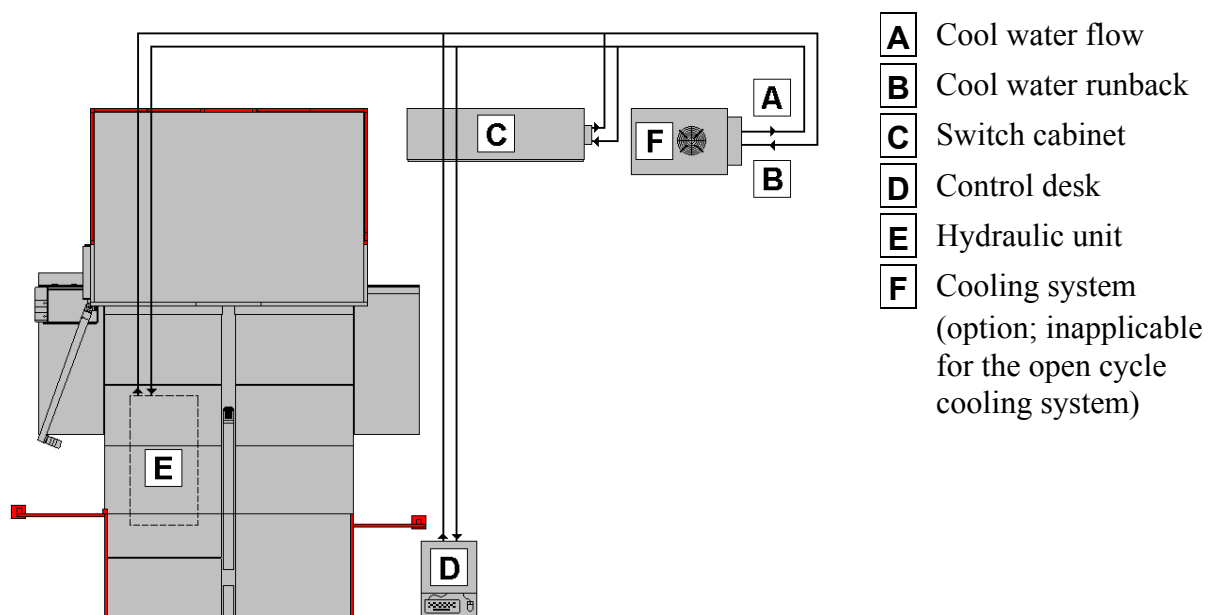 A Cool water flow
B Cool water runback
C Switch cabinet
D Control desk
E Hydraulic unit
F Cooling system
(option; inapplicable
for the open cycle
cooling system)
A
C
F
B
E
D